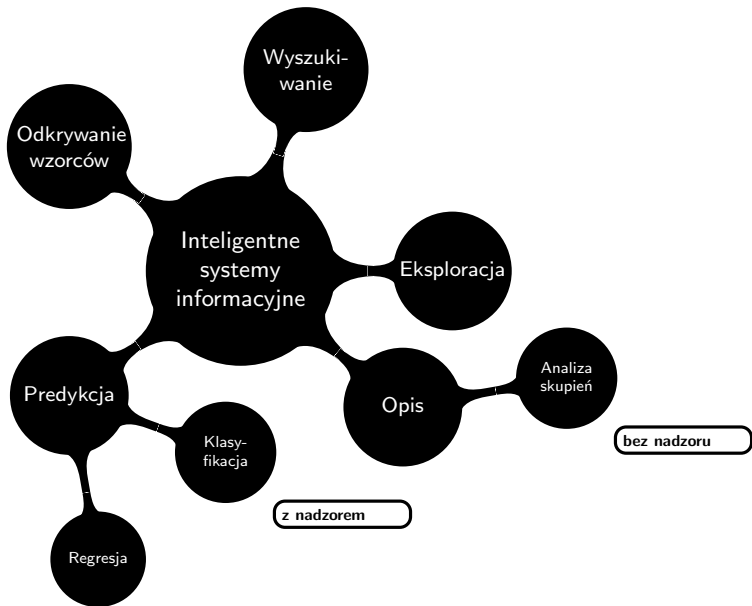 Wyszuki-
wanie
Odkrywanie
wzorców
Inteligentne
systemy
informacyjne
Eksploracja
Analiza
skupień
Predykcja
Opis
Klasy-
fikacja
bez nadzoru
z nadzorem
Regresja